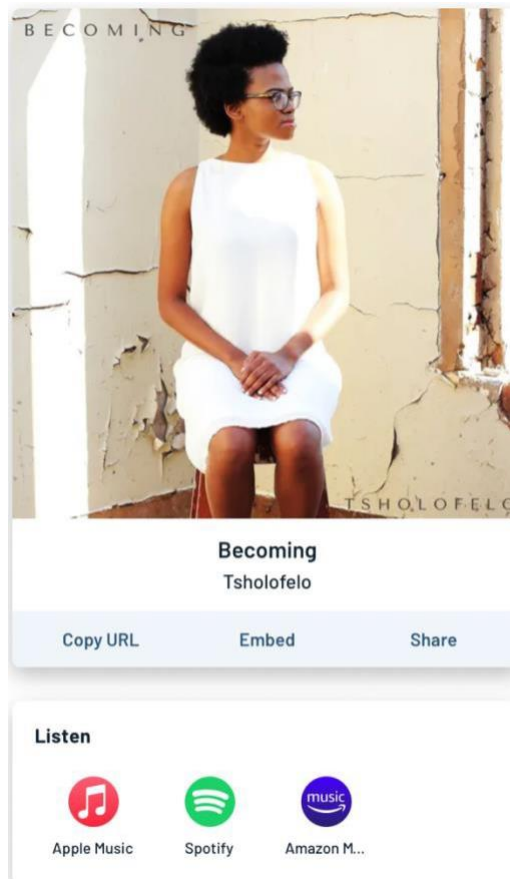 BECOMING
TSHOLOFELO
Becoming
Tsholofelo
Copy URL Embed Share
Listen
music
Apple Music Spotify Amazon M...